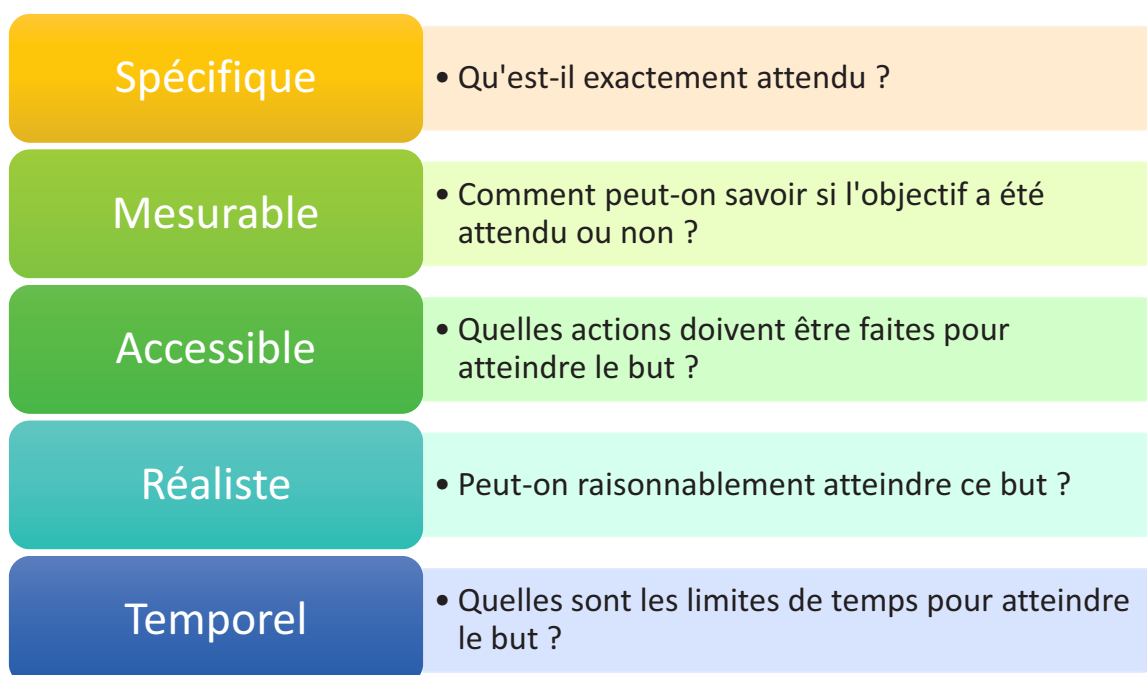 Spécifique
• Qu'est-il exactement attendu ?
Mesurable
• Comment peut-on savoir si l'objectif a été
attendu ou non ?
Accessible
• Quelles actions doivent être faites pour
atteindre le but ?
Réaliste
• Peut-on raisonnablement atteindre ce but ?
Temporel
• Quelles sont les limites de temps pour atteindre
le but ?